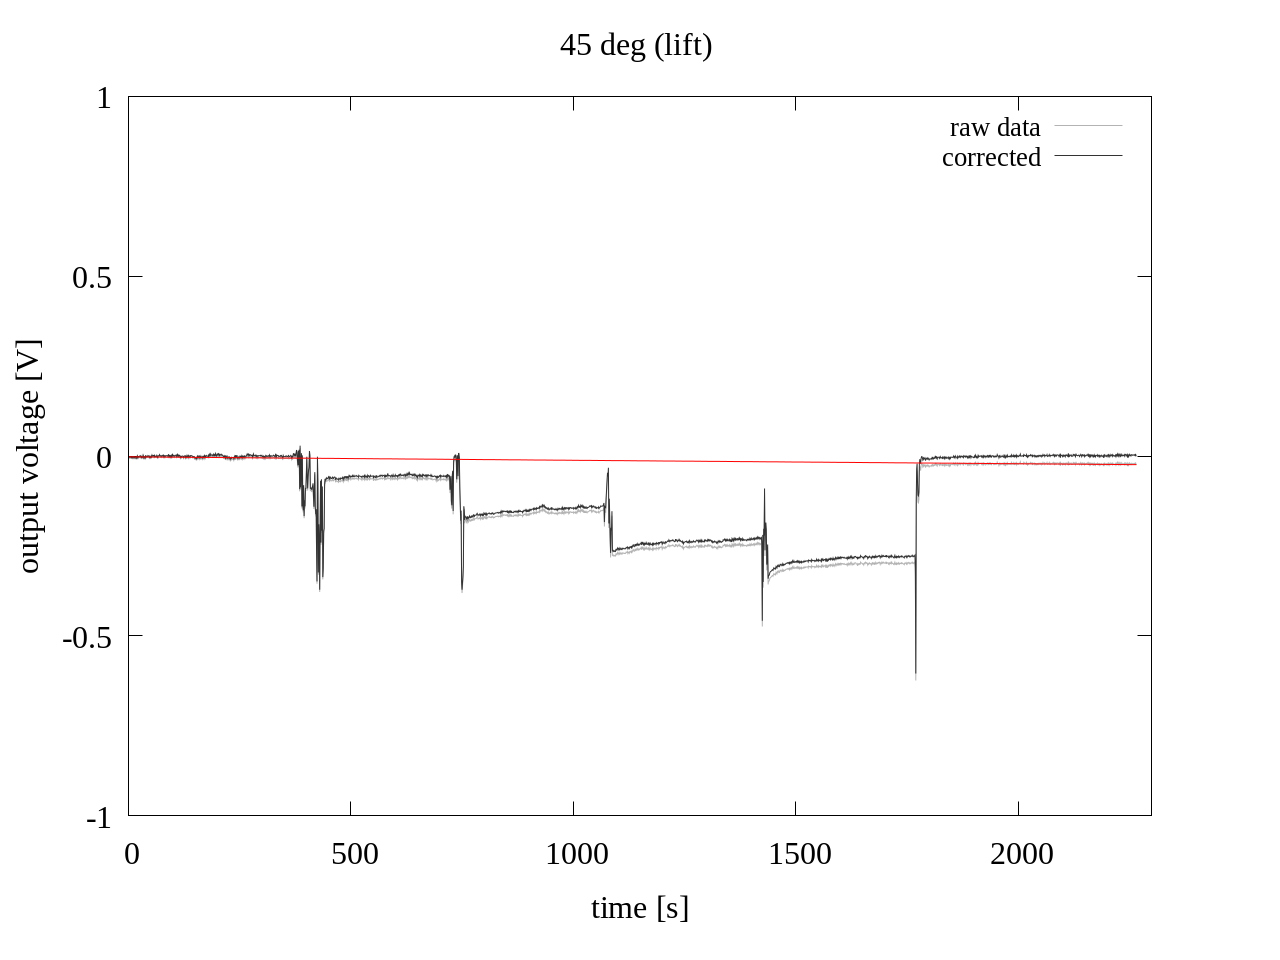 45 deg (lift)
1
0.5
0
-0.5
-1
output voltage [V]
raw data
corrected
0 500 1000 1500 2000
time [s]